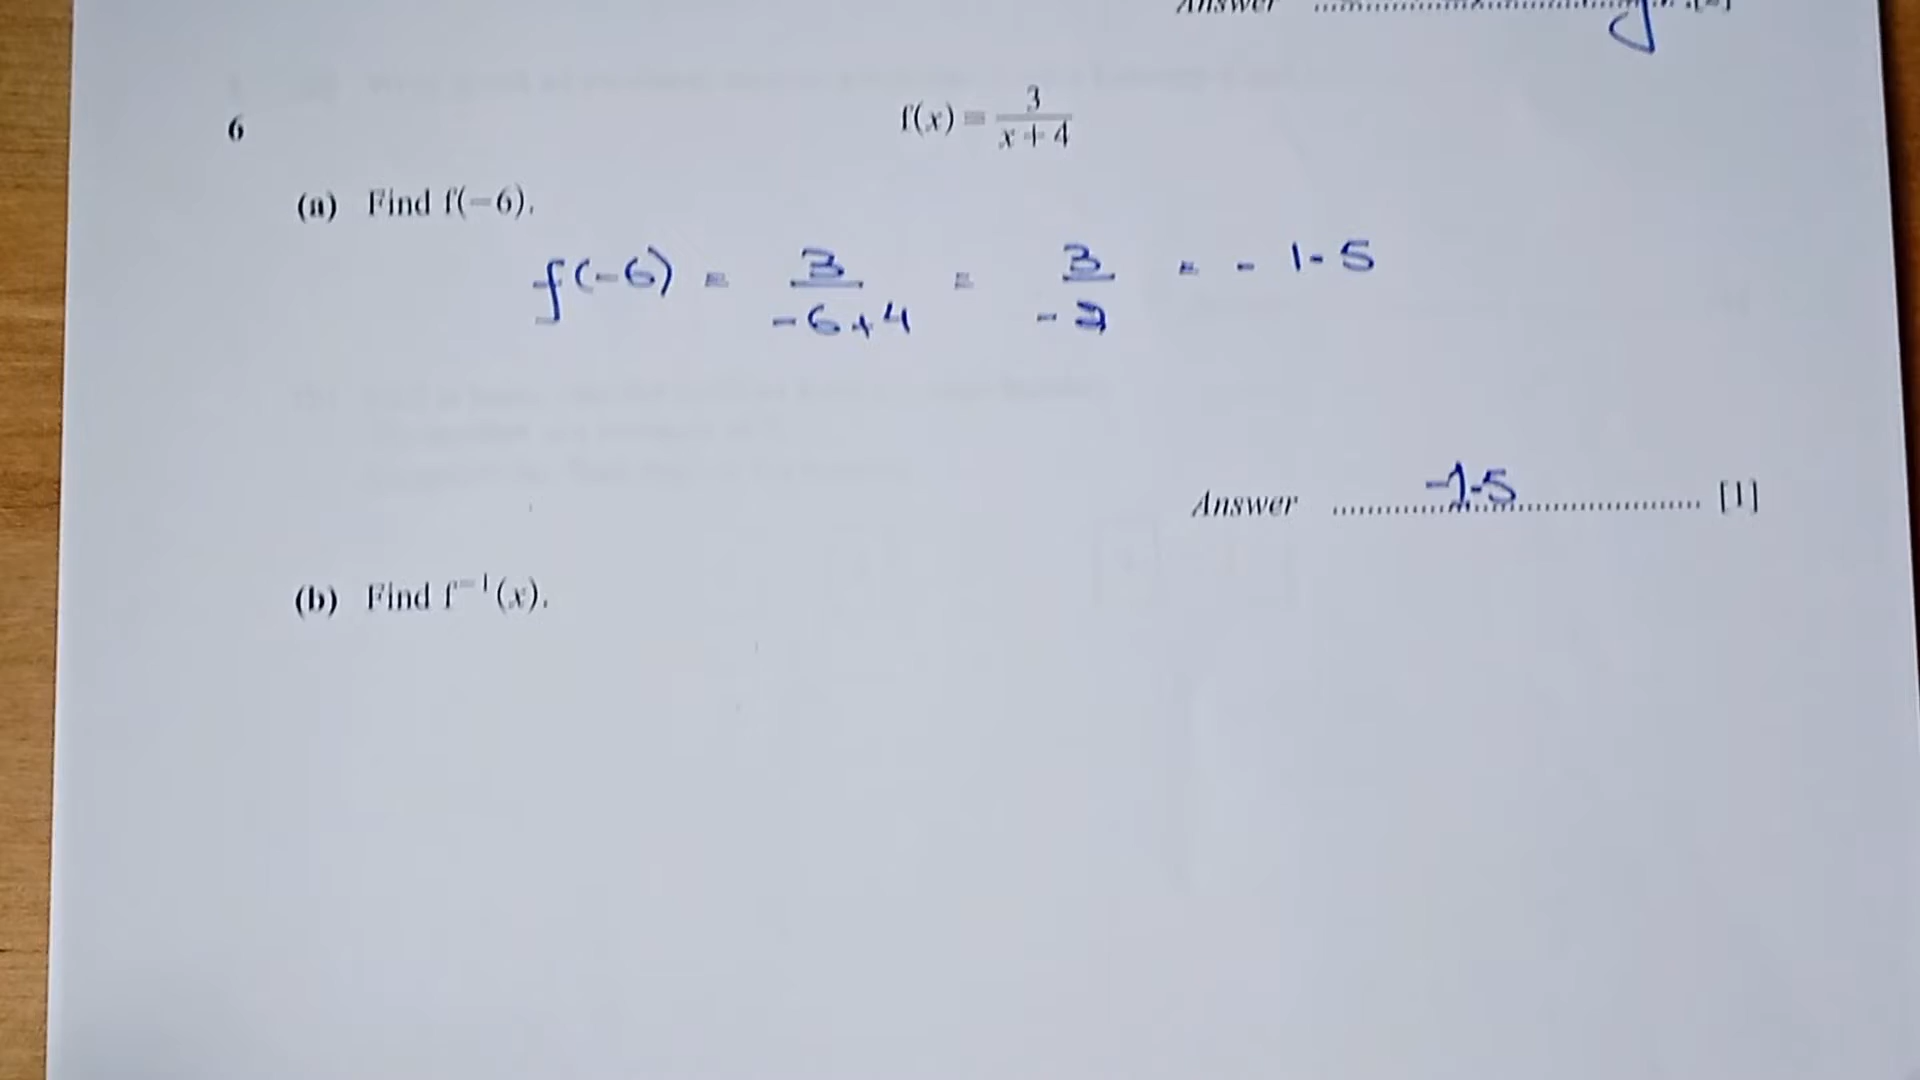 Answer
6
f(x) = 3/(x + 4)
(a) Find f(−6).
f(-6) = 3/(-6+4) = 3/(-2) = - 1.5
Answer -1.5 [1]
(b) Find f⁻¹(x).